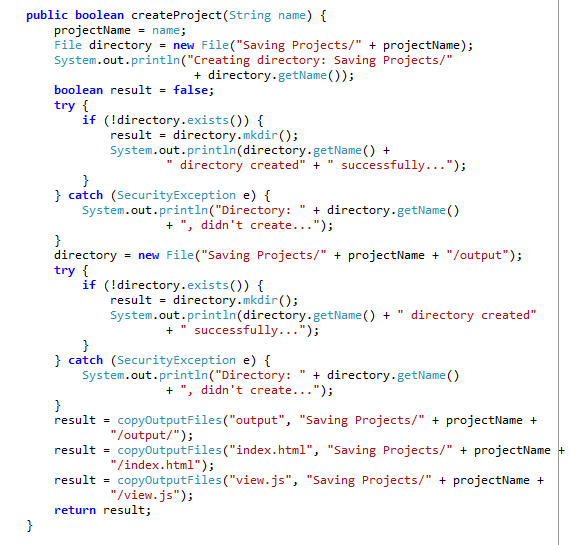 public boolean createProject(String name) {
projectName = name;
File directory = new File("Saving Projects/" + projectName);
System.out.println("Creating directory: Saving Projects/"
+ directory.getName());
boolean result = false;
try {
if (!directory.exists()) {
result = directory.mkdir();
System.out.println(directory.getName() +
" directory created" + " successfully...");
}
} catch (SecurityException e) {
System.out.println("Directory: " + directory.getName()
+ ", didn't create...");
}
directory = new File("Saving Projects/" + projectName + "/output");
try {
if (!directory.exists()) {
result = directory.mkdir();
System.out.println(directory.getName() + " directory created"
+ " successfully...");
}
} catch (SecurityException e) {
System.out.println("Directory: " + directory.getName()
+ ", didn't create...");
}
result = copyOutputFiles("output", "Saving Projects/" + projectName +
"/output/");
result = copyOutputFiles("index.html", "Saving Projects/" + projectName +
"/index.html");
result = copyOutputFiles("view.js", "Saving Projects/" + projectName +
"/view.js");
return result;
}